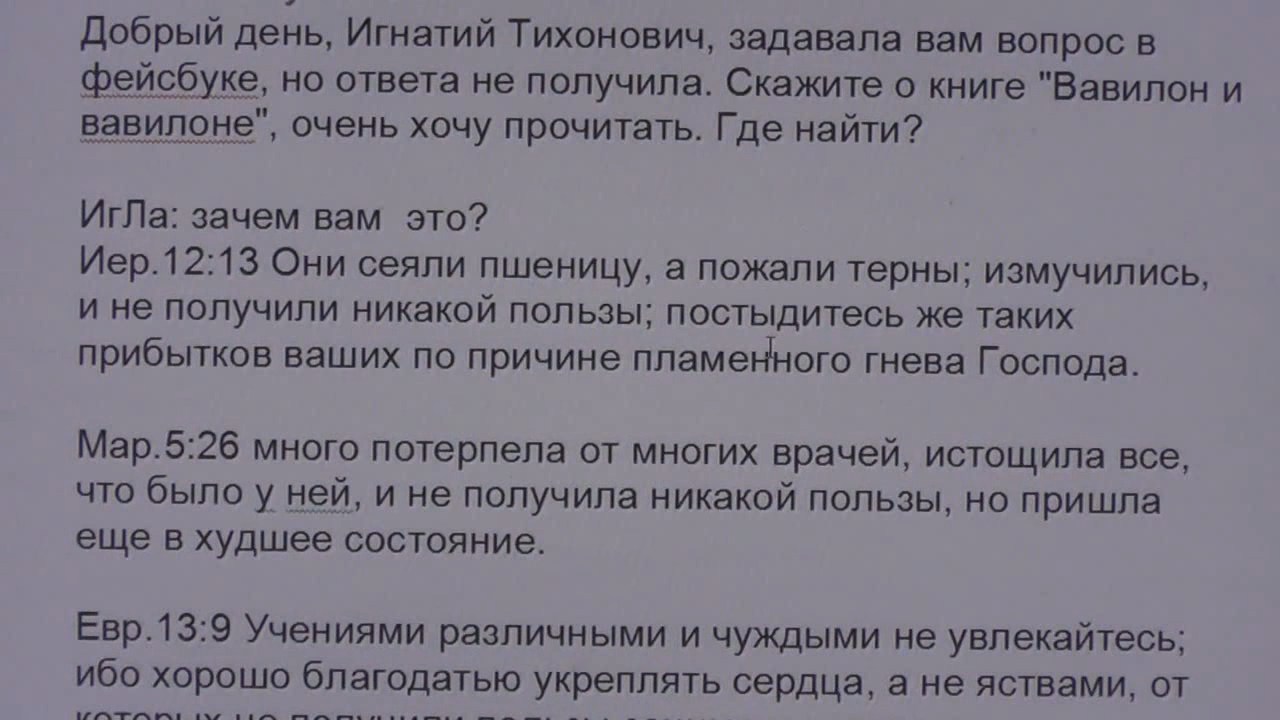 Добрый день, Игнатий Тихонович, задавала вам вопрос в
фейсбуке, но ответа не получила. Скажите о книге "Вавилон и
вавилоне", очень хочу прочитать. Где найти?
ИгЛа: зачем вам это?
Иер.12:13 Они сеяли пшеницу, а пожали терны; измучились,
и не получили никакой пользы; постыдитесь же таких
прибытков ваших по причине пламенного гнева Господа.
Мар.5:26 много потерпела от многих врачей, истощила все,
что было у ней, и не получила никакой пользы, но пришла
еще в худшее состояние.
Евр.13:9 Учениями различными и чуждыми не увлекайтесь;
ибо хорошо благодатью укреплять сердца, а не яствами, от
которых не получили пользы